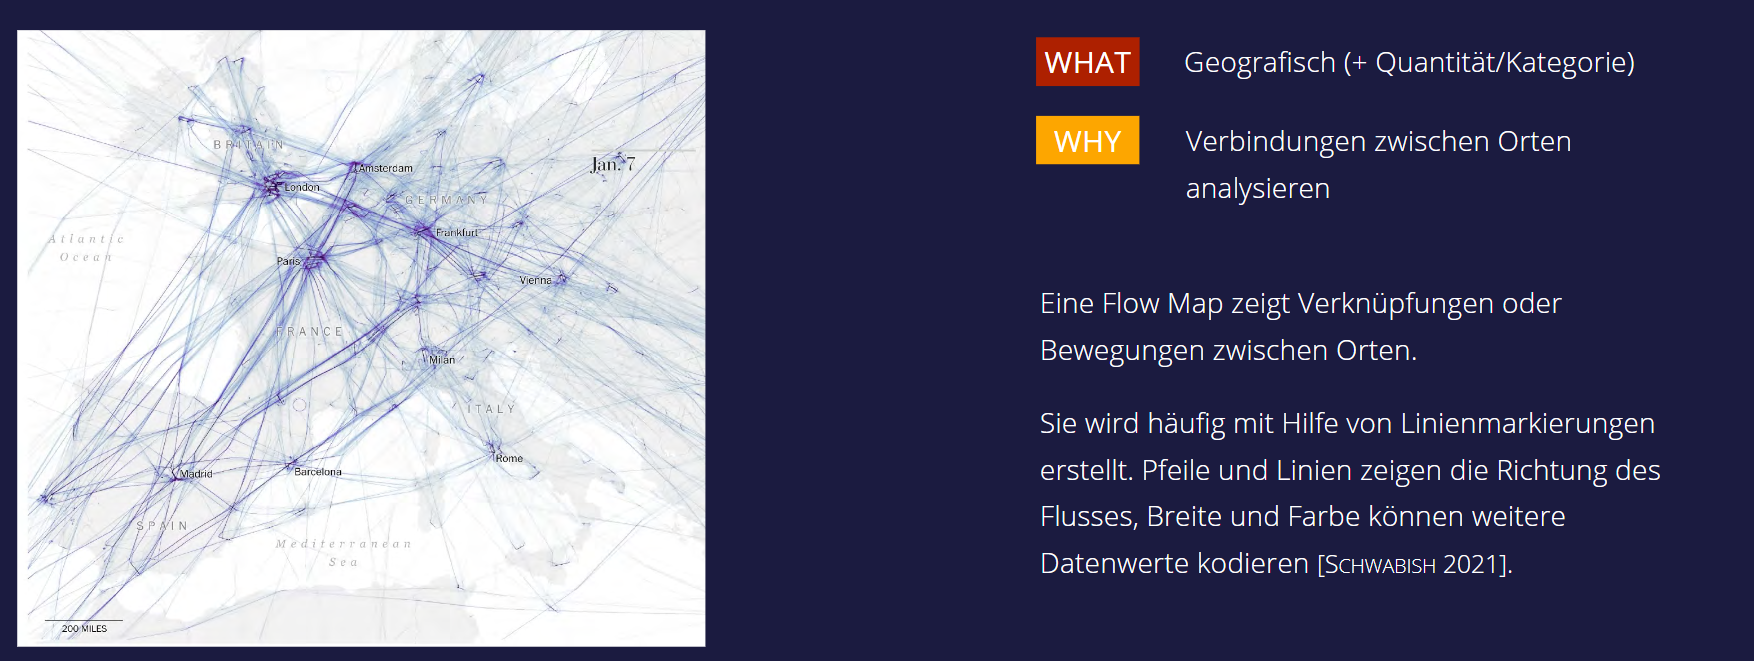 BRITAIN
Jan. 7
Amsterdam
London
GERMANY
Frankfurt
Atlantic
Ocean
Paris
Vienna
FRANCE
Milan
ITALY
Rome
Madrid
Barcelona
SPAIN
Mediterranean
Sea
200 MILES
WHAT Geografisch (+ Quantität/Kategorie)
WHY Verbindungen zwischen Orten
analysieren
Eine Flow Map zeigt Verknüpfungen oder
Bewegungen zwischen Orten.
Sie wird häufig mit Hilfe von Linienmarkierungen
erstellt. Pfeile und Linien zeigen die Richtung des
Flusses, Breite und Farbe können weitere
Datenwerte kodieren [SCHWABISH 2021].